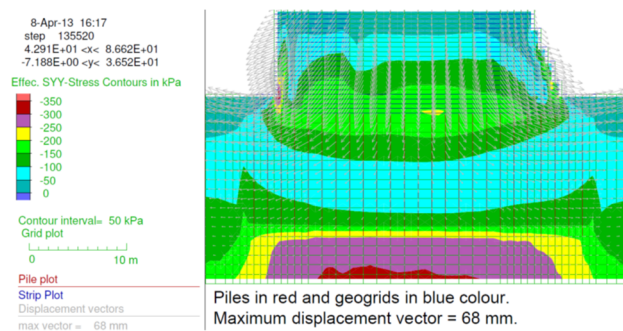 8-Apr-13 16:17
step 135520
4.291E+01 <x< 8.662E+01
-7.188E+00 <y< 3.652E+01
Effec. SYY-Stress Contours in kPa
-350
-300
-250
-200
-150
-100
-50
0
Contour interval= 50 kPa
Grid plot
0 10 m
Pile plot
Strip Plot
Displacement vectors
max vector = 68 mm
Piles in red and geogrids in blue colour.
Maximum displacement vector = 68 mm.